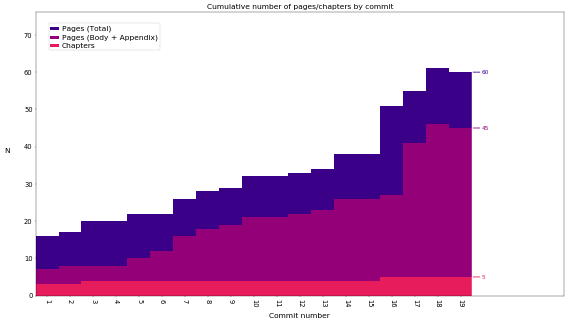 Cumulative number of pages/chapters by commit
Pages (Total)
Pages (Body + Appendix)
Chapters
N
70
60
50
40
30
20
10
0
60
45
5
1 2 3 4 5 6 7 8 9 10 11 12 13 14 15 16 17 18 19
Commit number